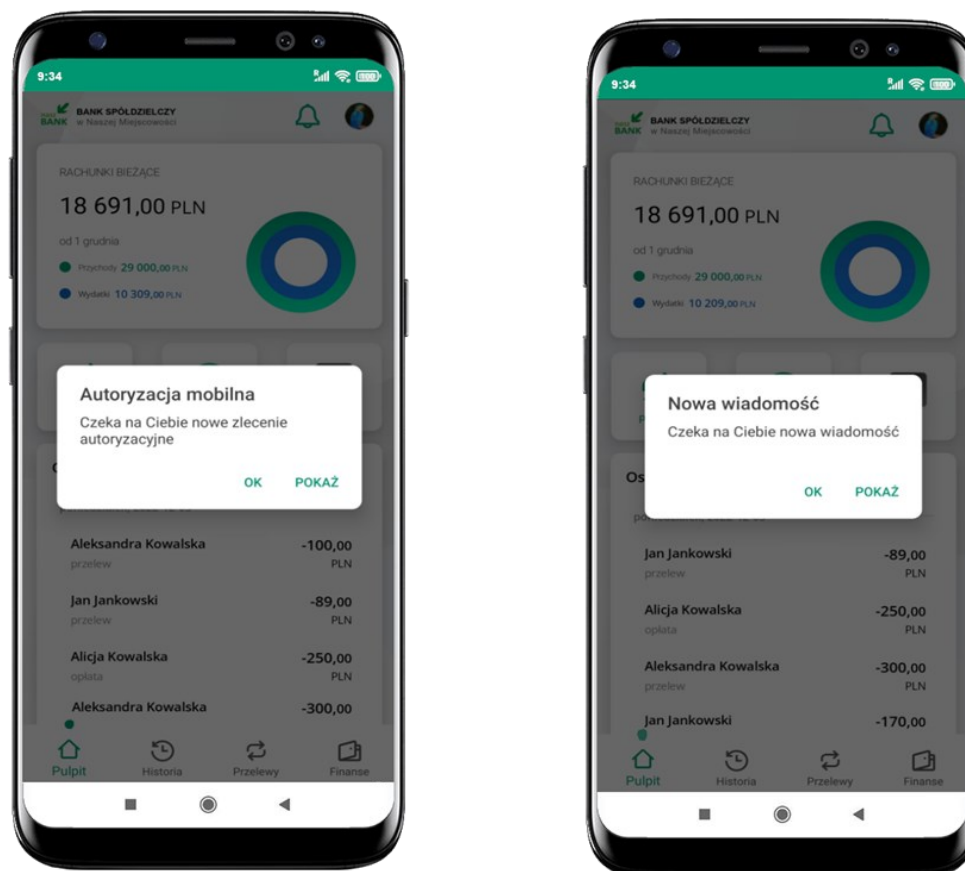 9:34
NASZ BANK BANK SPÓŁDZIELCZY
w Naszej Miejscowości
RACHUNKI BIEŻĄCE
18 691,00 PLN
od 1 grudnia
Przychody 29 000,00 PLN
Wydatki 10 309,00 PLN
Autoryzacja mobilna
Czeka na Ciebie nowe zlecenie
autoryzacyjne
OK POKAŻ
Aleksandra Kowalska -100,00
przelew PLN
Jan Jankowski -89,00
przelew PLN
Alicja Kowalska -250,00
opłata PLN
Aleksandra Kowalska -300,00
Pulpit Historia Przelewy Finanse
9:34
NASZ BANK BANK SPÓŁDZIELCZY
w Naszej Miejscowości
RACHUNKI BIEŻĄCE
18 691,00 PLN
od 1 grudnia
Przychody 29 000,00 PLN
Wydatki 10 209,00 PLN
Nowa wiadomość
Czeka na Ciebie nowa wiadomość
OK POKAŻ
Os
Jan Jankowski -89,00
przelew PLN
Alicja Kowalska -250,00
opłata PLN
Aleksandra Kowalska -300,00
przelew PLN
Jan Jankowski -170,00
Pulpit Historia Przelewy Finanse